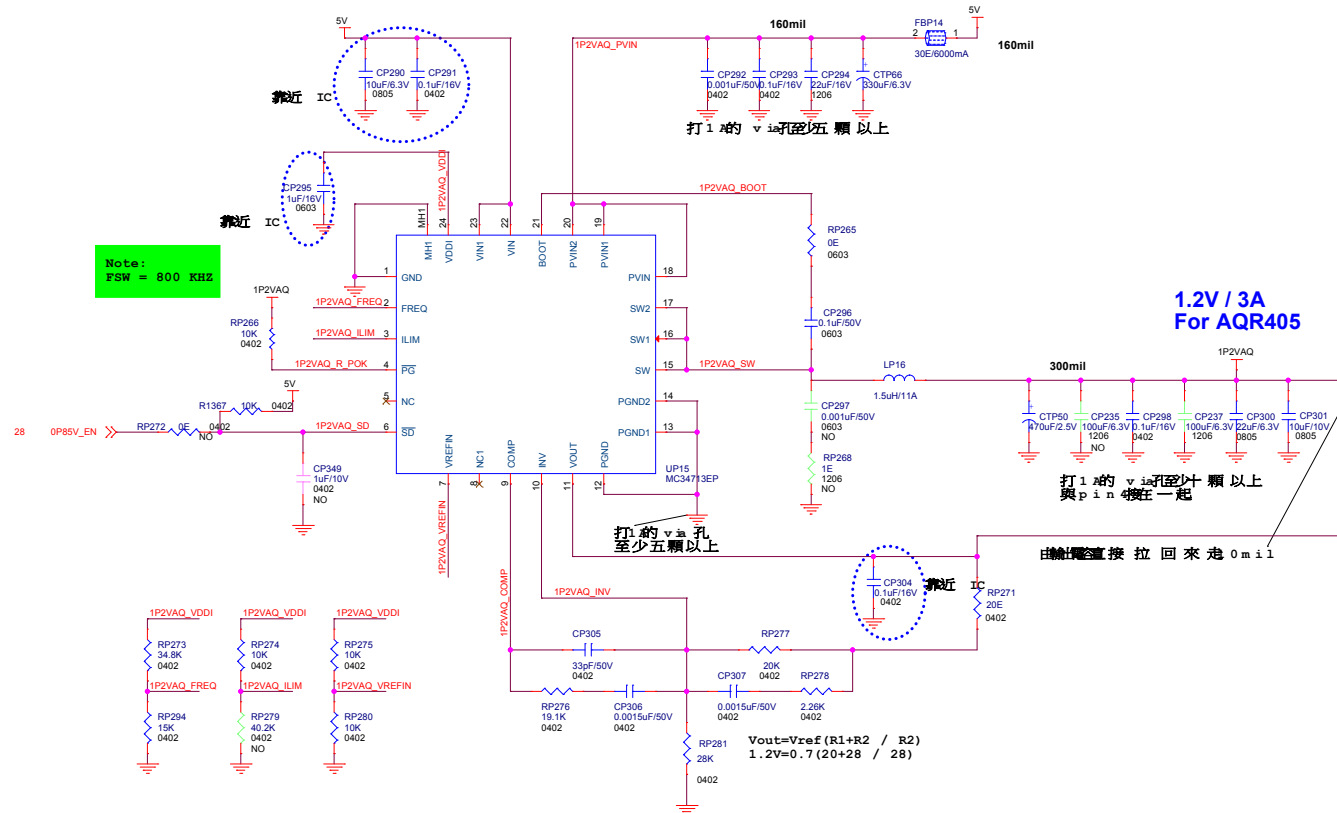 5V
CP290
10uF/6.3V
0805
CP291
0.1uF/16V
0402
靠近 IC
CP295
1uF/16V
0603
靠近 IC
1P2VAQ_VDDI
1P2VAQ_PVIN
160mil
FBP14
2
1
30E/6000mA
5V
160mil
CP292
0.001uF/50V
0402
CP293
0.1uF/16V
0402
CP294
22uF/16V
1206
CTP66
330uF/6.3V
打1A的 via孔至少五顆以上
1P2VAQ_BOOT
RP265
0E
0603
CP296
0.1uF/50V
0603
Note:
FSW = 800 KHZ
1P2VAQ
RP266
10K
0402
1P2VAQ_FREQ
1P2VAQ_ILIM
1P2VAQ_R_POK
5V
R1367
10K
0402
28
0P85V_EN
RP272
0E
0402
NO
1P2VAQ_SD
CP349
1uF/10V
0402
NO
MH1
24
23
22
21
20
19
MH1
VDDI
VIN1
VIN
BOOT
PVIN2
PVIN1
1
GND
2
FREQ
3
ILIM
4
PG
5
NC
6
SD
PVIN
18
SW2
17
SW1
16
SW
15
PGND2
14
PGND1
13
VREFIN
NC1
COMP
INV
VOUT
PGND
7
8
9
10
11
12
UP15
MC34713EP
1P2VAQ_SW
LP16
1.5uH/11A
CP297
0.001uF/50V
0603
NO
RP268
1E
1206
NO
1.2V / 3A
For AQR405
1P2VAQ
300mil
CTP50
470uF/2.5V
CP235
100uF/6.3V
1206
NO
CP298
0.1uF/16V
0402
CP237
100uF/6.3V
1206
CP300
22uF/6.3V
0805
CP301
10uF/10V
0805
打1A的 via孔至少十顆以上
與pin4接在一起
打1A的via孔
至少五顆以上
直接拉回來走0mil
1P2VAQ_VREFIN
1P2VAQ_COMP
1P2VAQ_INV
CP304
0.1uF/16V
0402
靠近 IC
RP271
20E
0402
1P2VAQ_VDDI
RP273
34.8K
0402
1P2VAQ_FREQ
RP294
15K
0402
1P2VAQ_VDDI
RP274
10K
0402
1P2VAQ_ILIM
RP279
40.2K
0402
NO
1P2VAQ_VDDI
RP275
10K
0402
1P2VAQ_VREFIN
RP280
10K
0402
CP305
33pF/50V
0402
RP277
20K
0402
RP276
19.1K
0402
CP306
0.0015uF/50V
0402
CP307
0.0015uF/50V
0402
RP278
2.26K
0402
RP281
28K
0402
Vout=Vref(R1+R2 / R2)
1.2V=0.7(20+28 / 28)